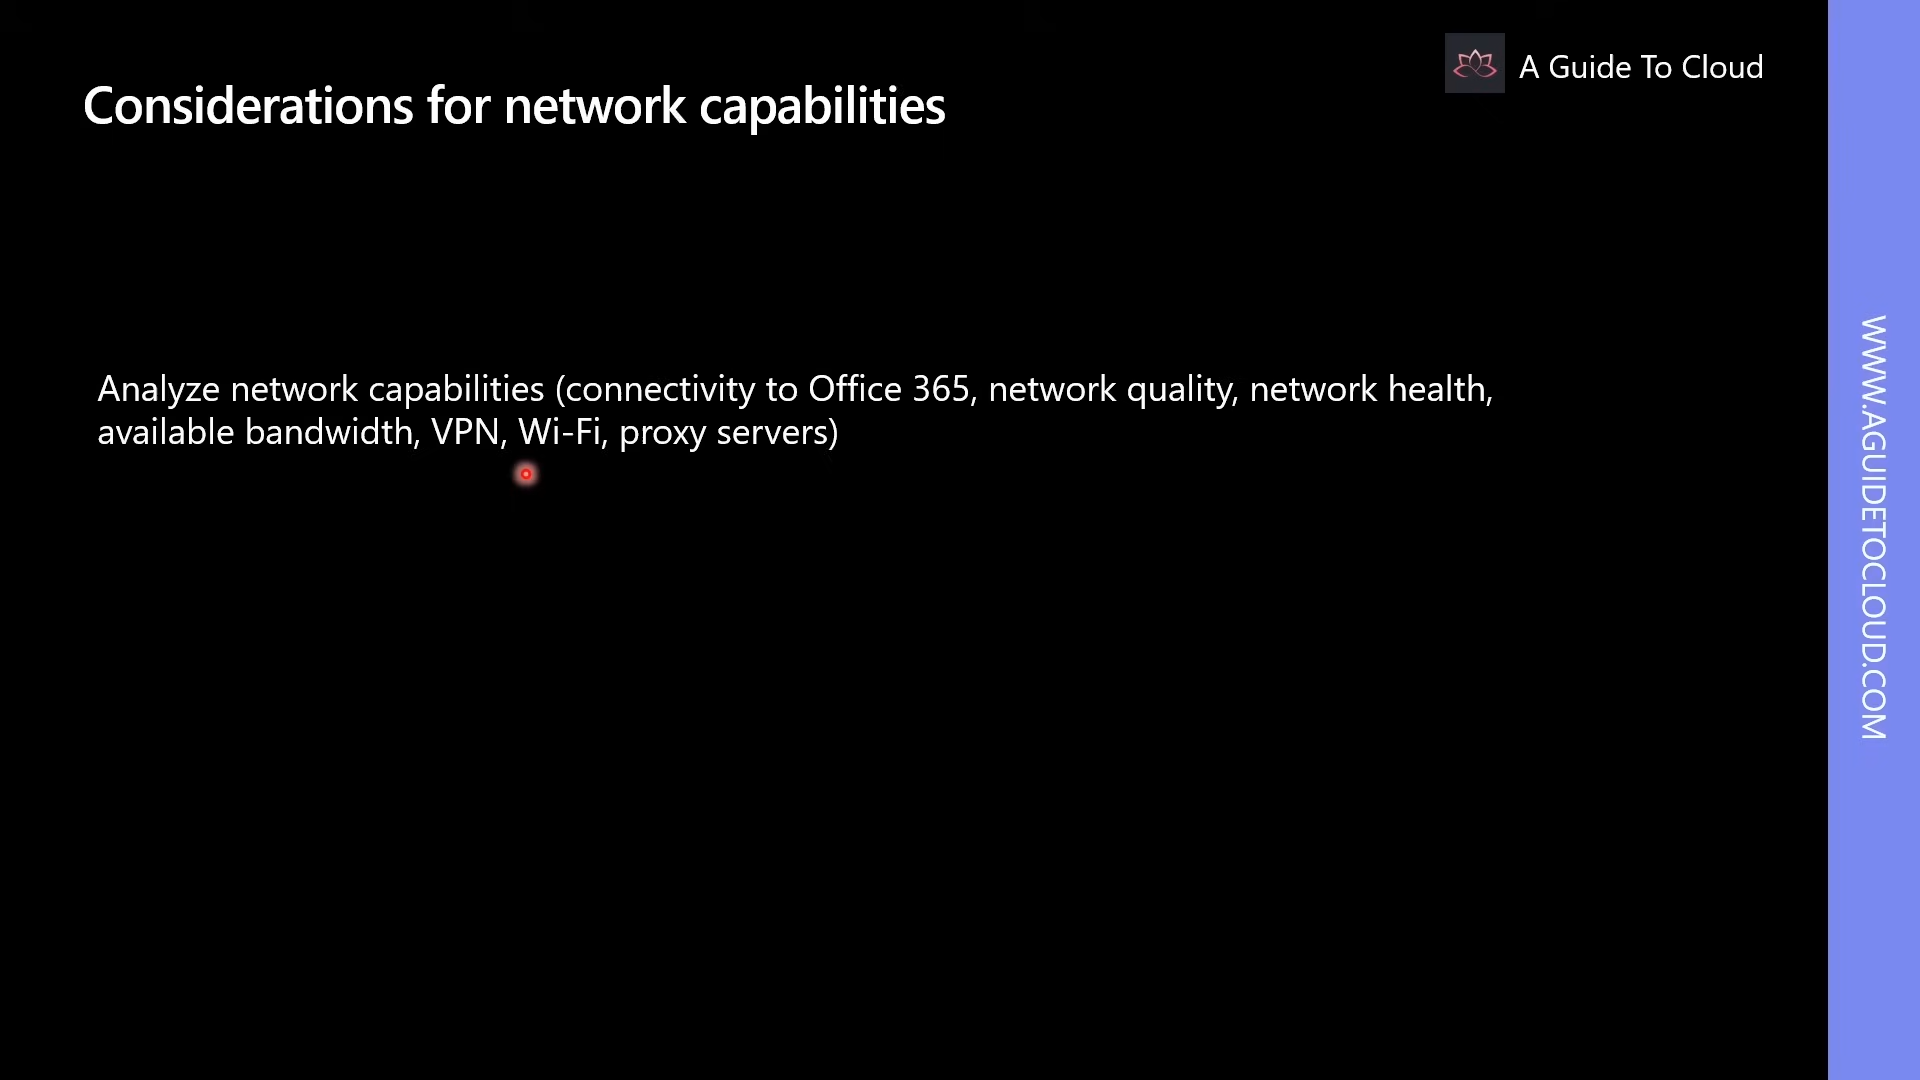 A Guide To Cloud
Considerations for network capabilities
Analyze network capabilities (connectivity to Office 365, network quality, network health,
available bandwidth, VPN, Wi-Fi, proxy servers)
WWW.AGUIDETOCLOUD.COM